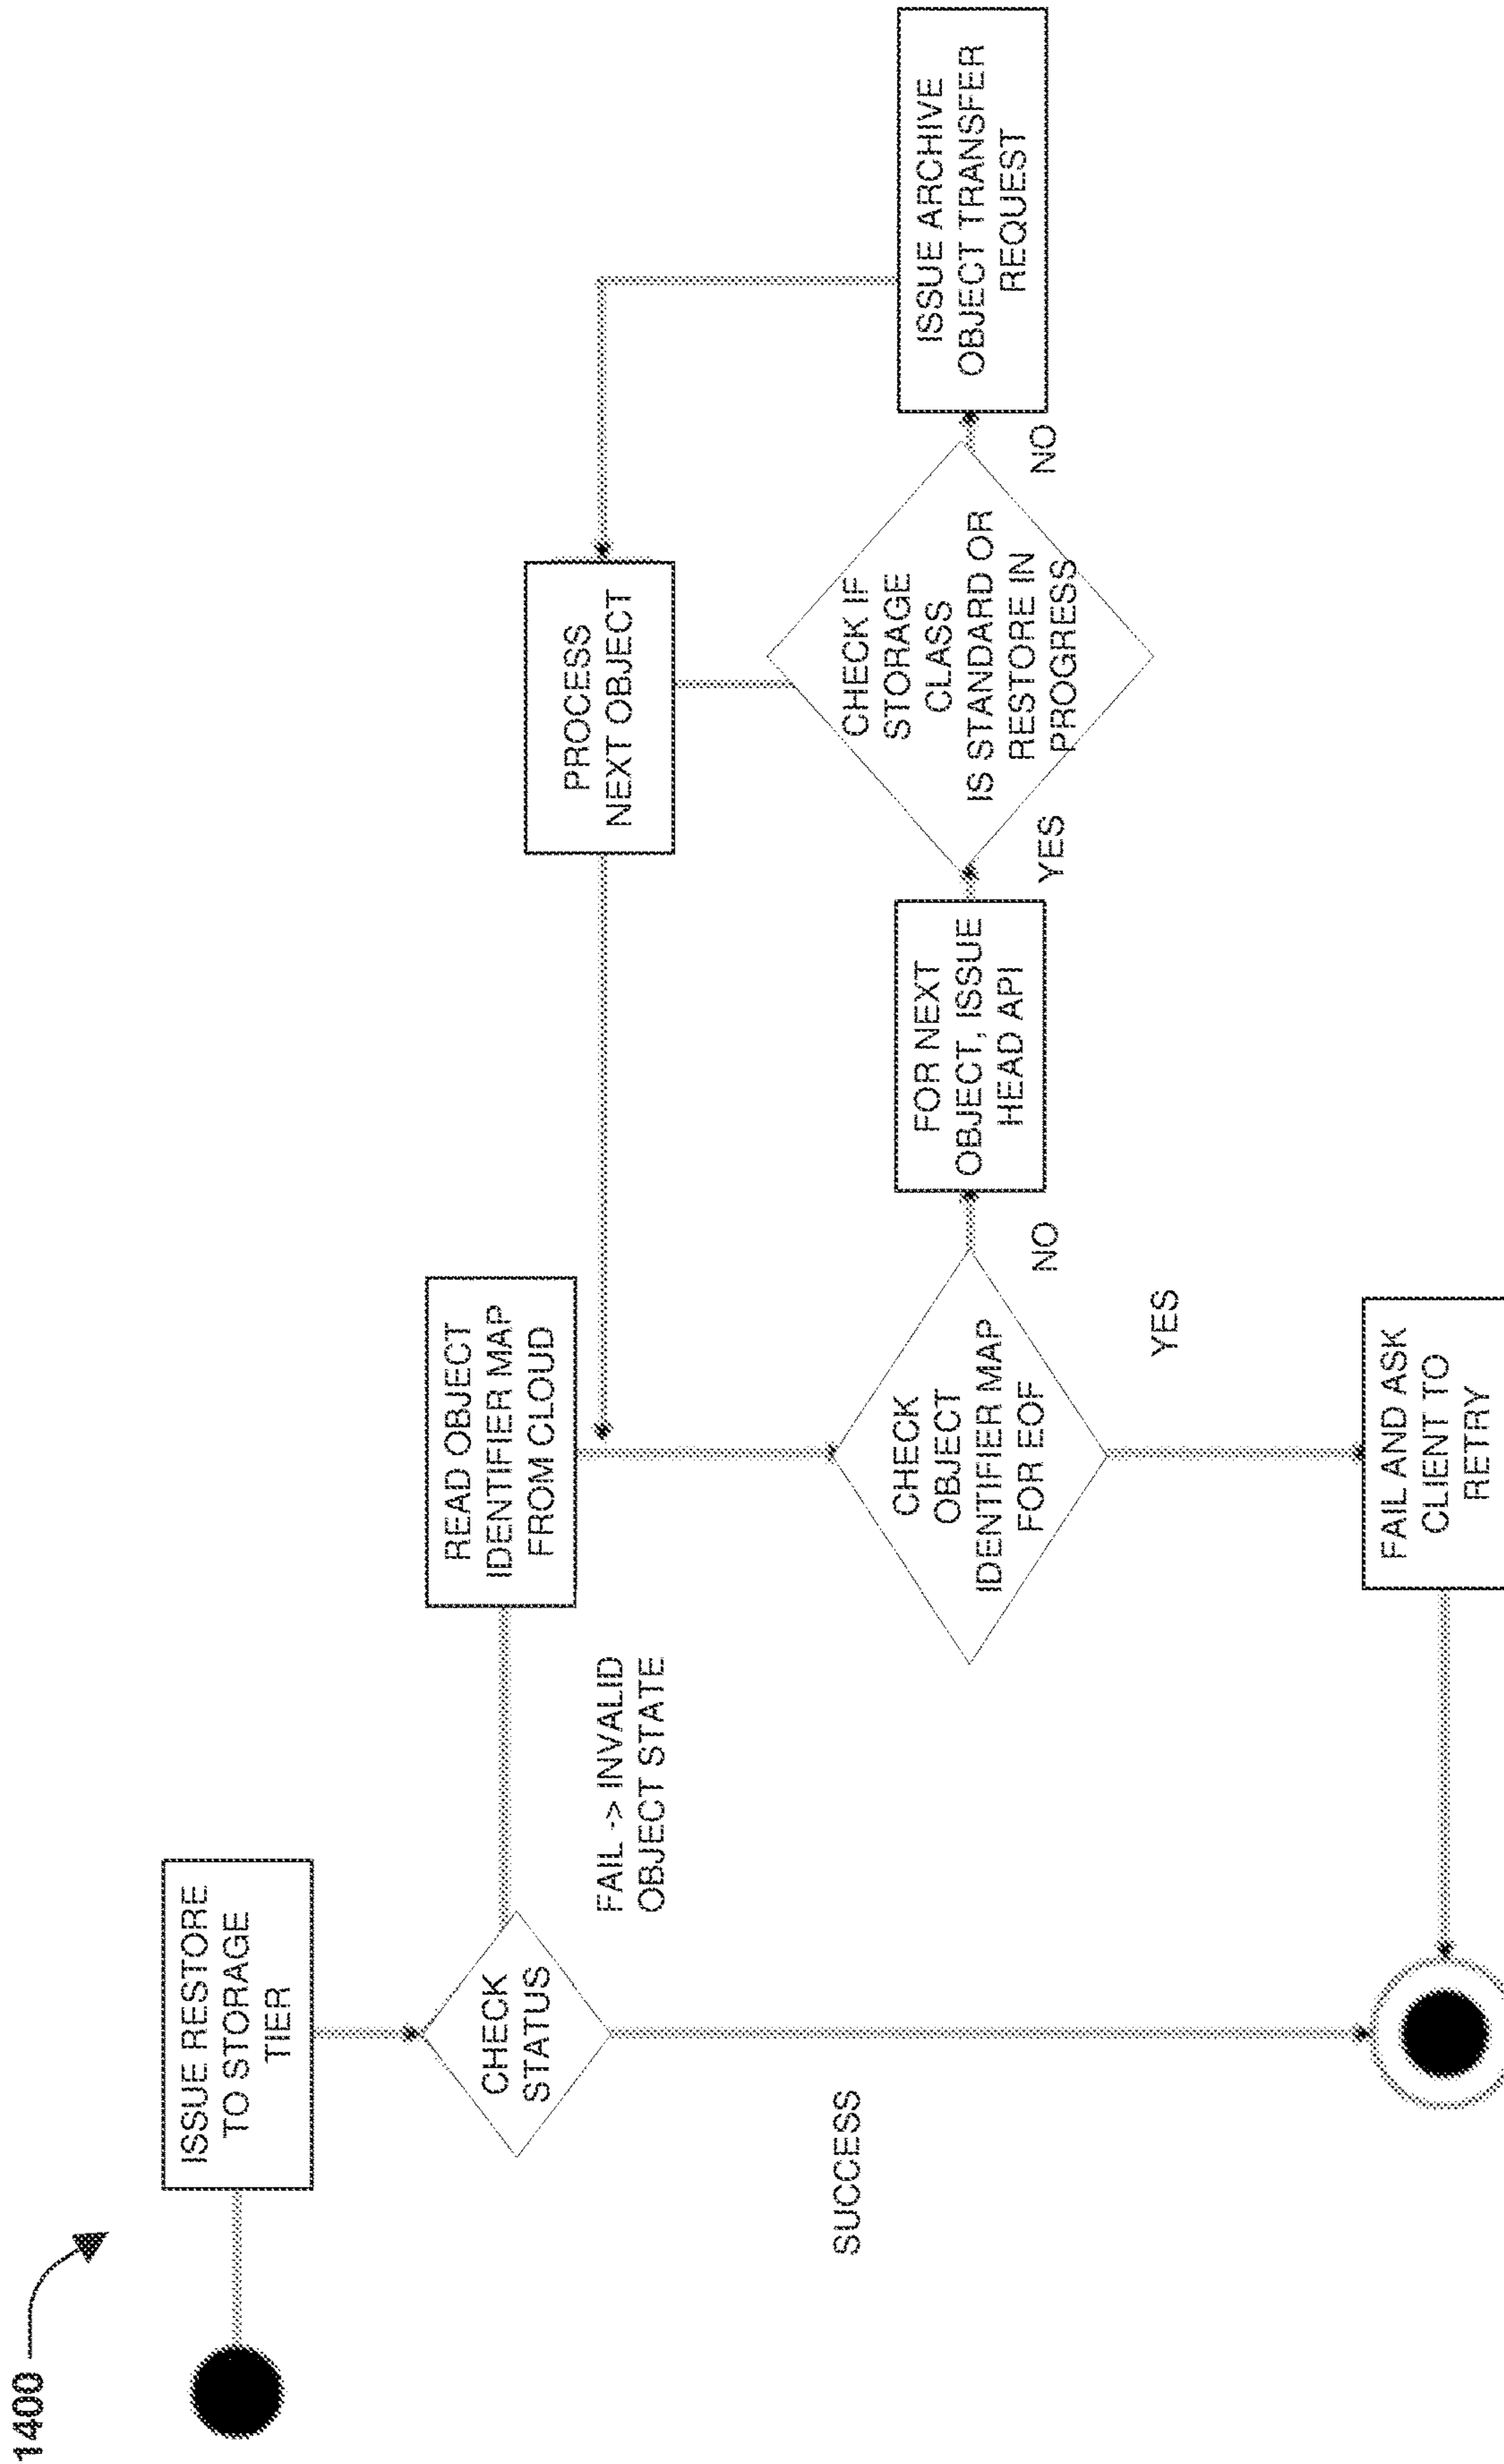 1400
ISSUE RESTORE
TO STORAGE
TIER
CHECK
STATUS
SUCCESS
FAIL -> INVALID
OBJECT STATE
READ OBJECT
IDENTIFIER MAP
FROM CLOUD
CHECK
OBJECT
IDENTIFIER MAP
FOR EOF
NO
YES
FAIL AND ASK
CLIENT TO
RETRY
FOR NEXT
OBJECT, ISSUE
HEAD API
PROCESS
NEXT OBJECT
YES
CHECK IF
STORAGE
CLASS
IS STANDARD OR
RESTORE IN
PROGRESS
NO
ISSUE ARCHIVE
OBJECT TRANSFER
REQUEST